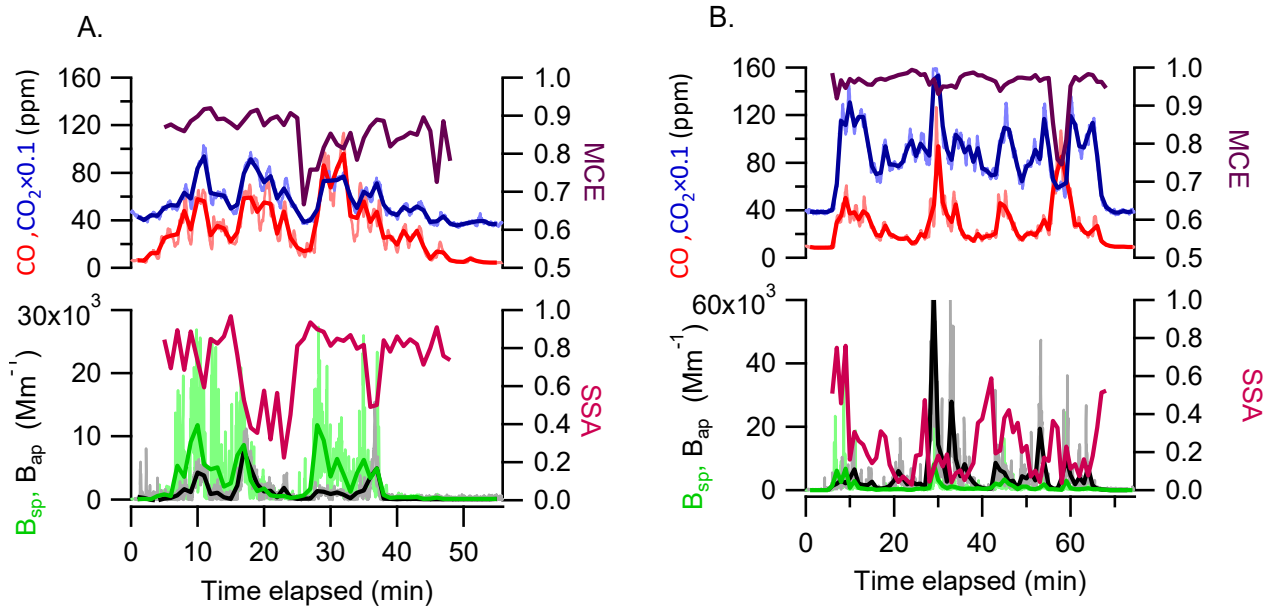 A.
160
120
80
40
0
CO ,CO₂×0.1 (ppm)
1.0
0.9
0.8
0.7
0.6
0.5
MCE
30x10³
20
10
0
Bsp, Bap (Mm⁻¹)
1.0
0.8
0.6
0.4
0.2
0.0
SSA
0 10 20 30 40 50
Time elapsed (min)
B.
160
120
80
40
0
CO ,CO₂×0.1 (ppm)
1.0
0.9
0.8
0.7
0.6
0.5
MCE
60x10³
40
20
0
Bsp, Bap (Mm⁻¹)
1.0
0.8
0.6
0.4
0.2
0.0
SSA
0 20 40 60
Time elapsed (min)